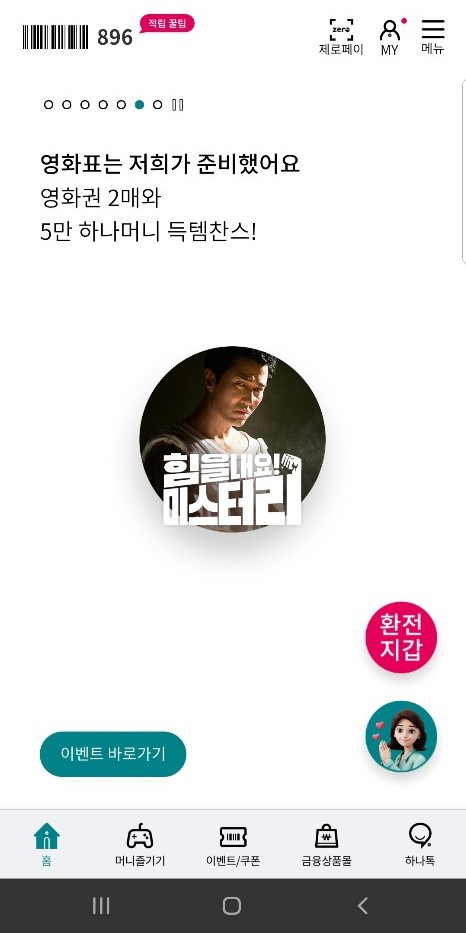 적립 꿀팁
896
zero
제로페이
MY
메뉴
영화표는 저희가 준비했어요
영화권 2매와
5만 하나머니 득템찬스!
힘을내요!
미스터리
환전
지갑
이벤트 바로가기
홈
머니즐기기
이벤트/쿠폰
금융상품몰
하나톡